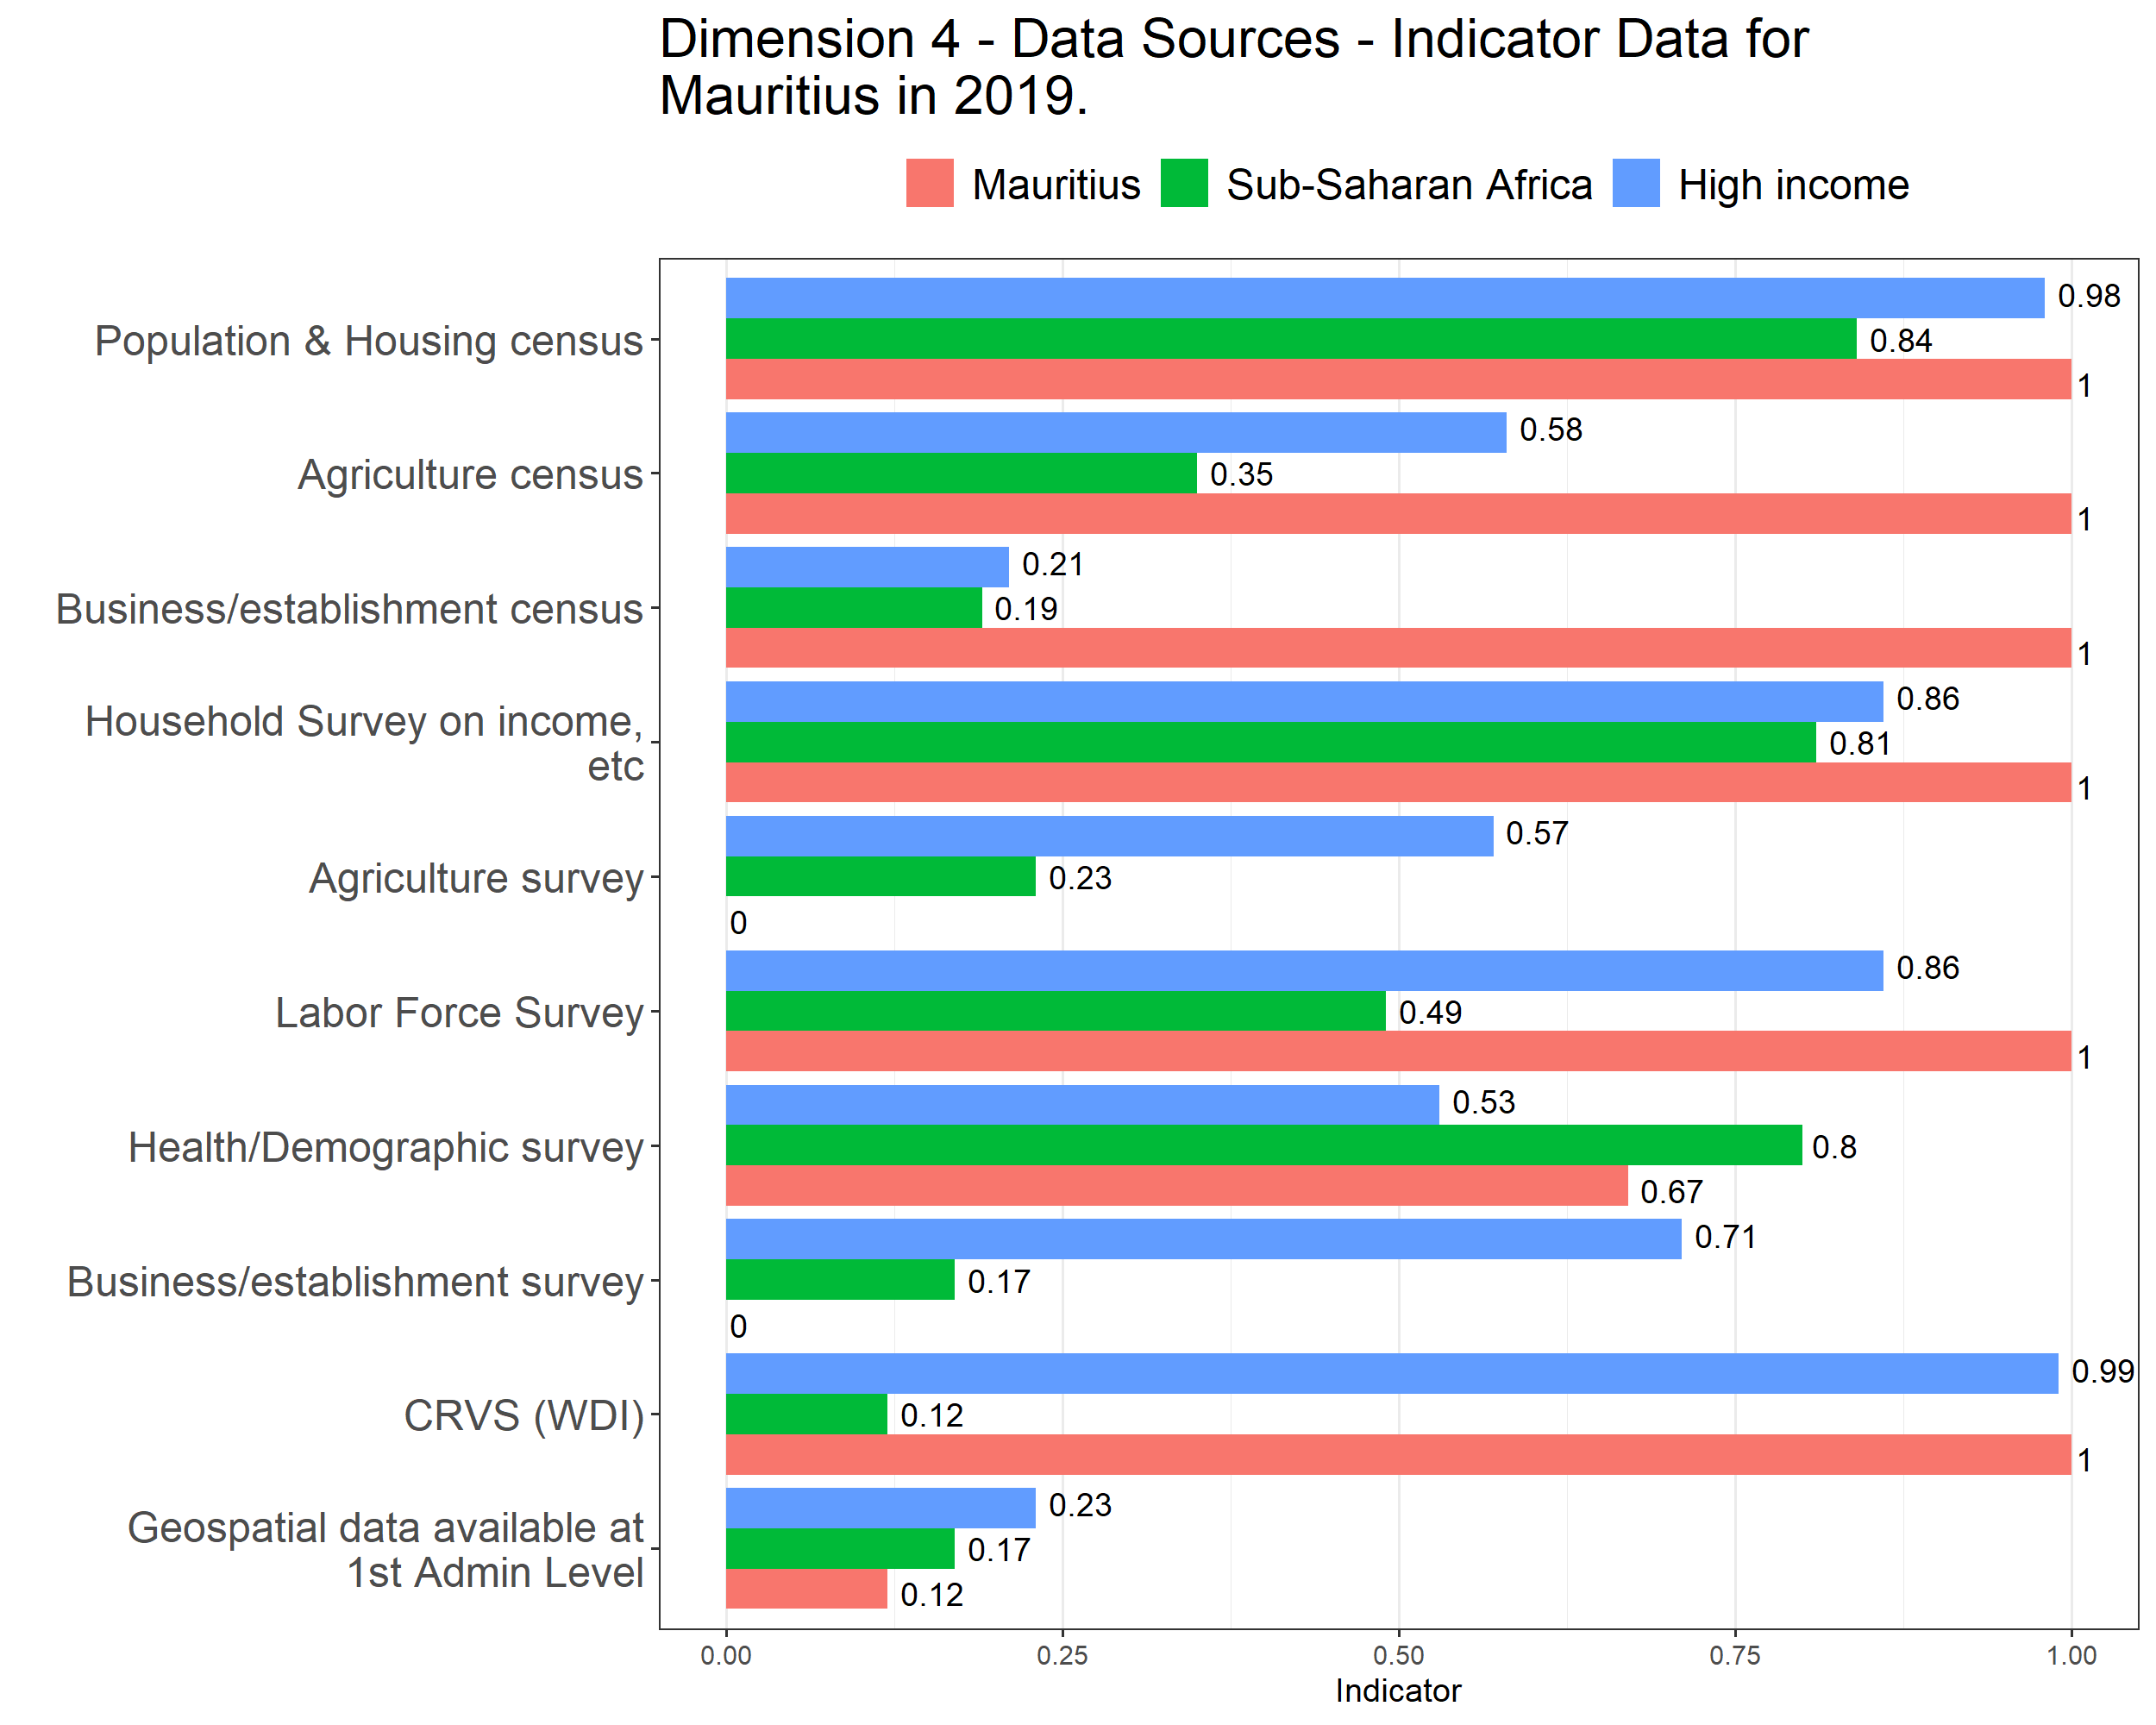 Dimension 4 - Data Sources - Indicator Data for
Mauritius in 2019.
Mauritius
Sub-Saharan Africa
High income
Population & Housing census
0.98
0.84
1
Agriculture census
0.58
0.35
1
Business/establishment census
0.21
0.19
1
Household Survey on income,
etc
0.86
0.81
1
Agriculture survey
0.57
0.23
0
Labor Force Survey
0.86
0.49
1
Health/Demographic survey
0.53
0.8
0.67
Business/establishment survey
0.71
0.17
0
CRVS (WDI)
0.99
0.12
1
Geospatial data available at
1st Admin Level
0.23
0.17
0.12
0.00
0.25
0.50
0.75
1.00
Indicator